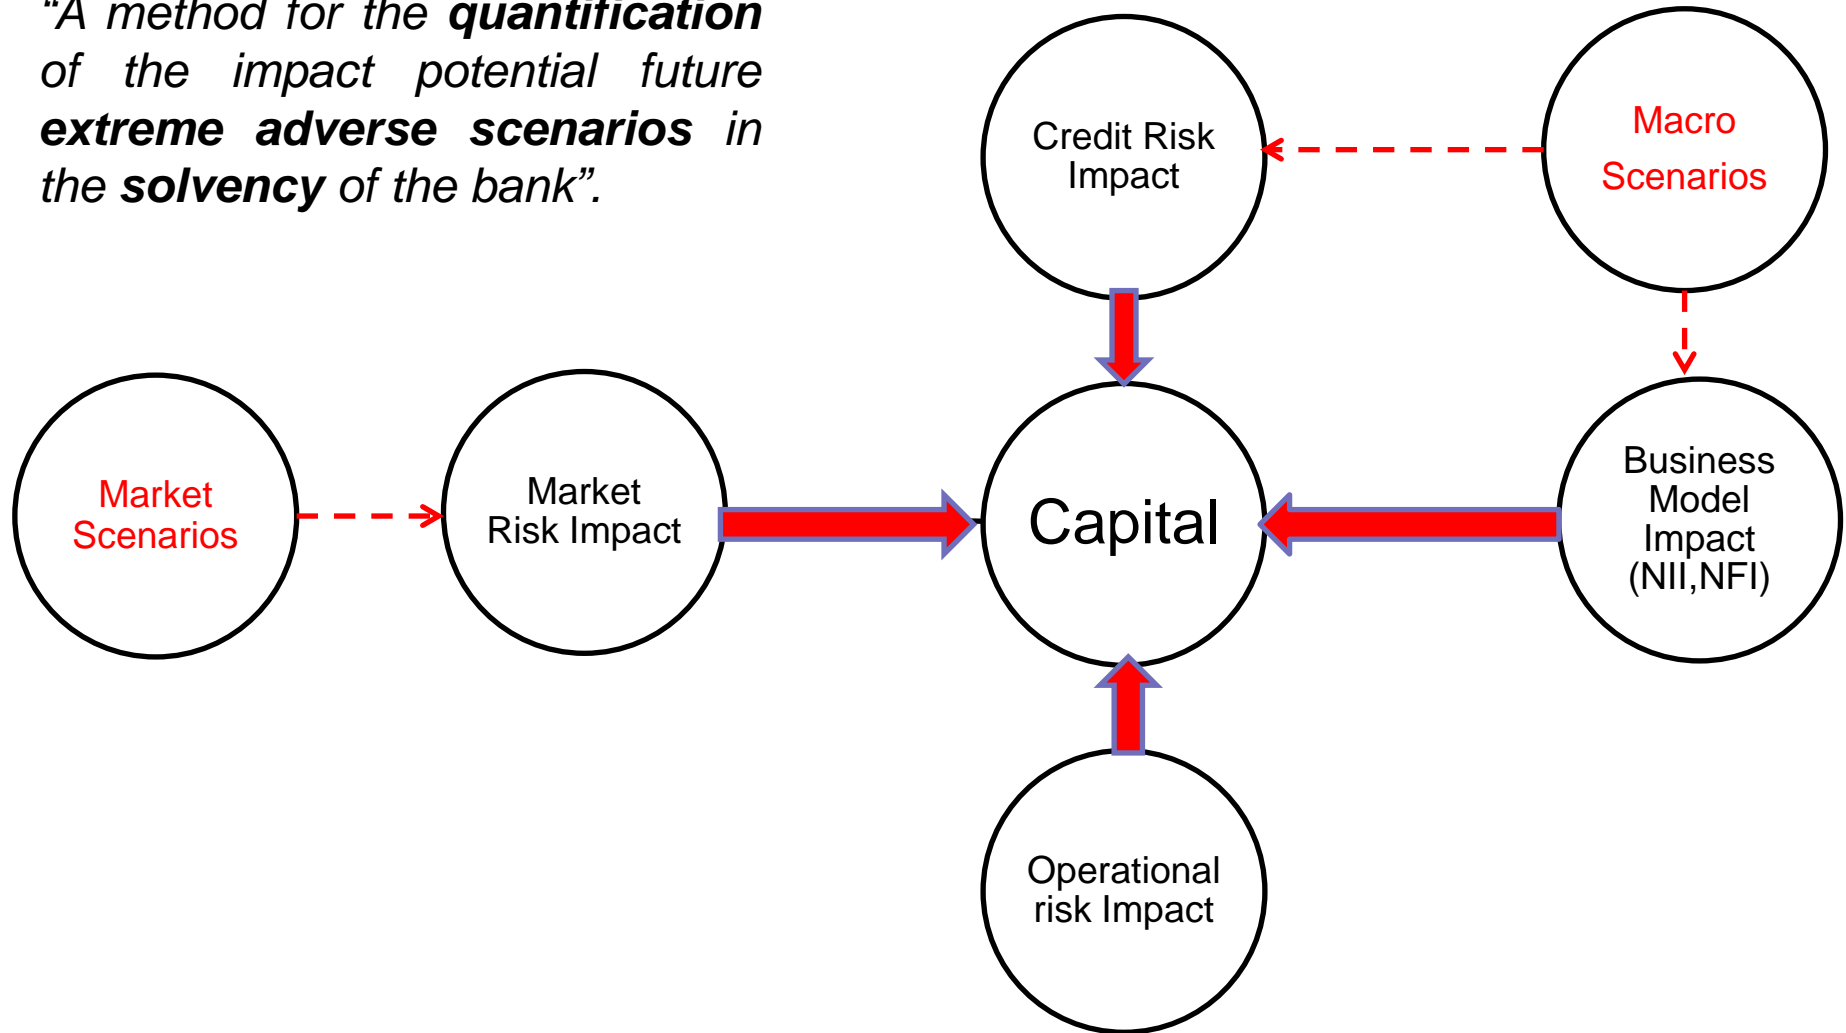 “A method for the quantification
of the impact potential future
extreme adverse scenarios in
the solvency of the bank”.
Credit Risk
Impact
Macro
Scenarios
Market
Scenarios
Market
Risk Impact
Capital
Business
Model
Impact
(NII,NFI)
Operational
risk Impact